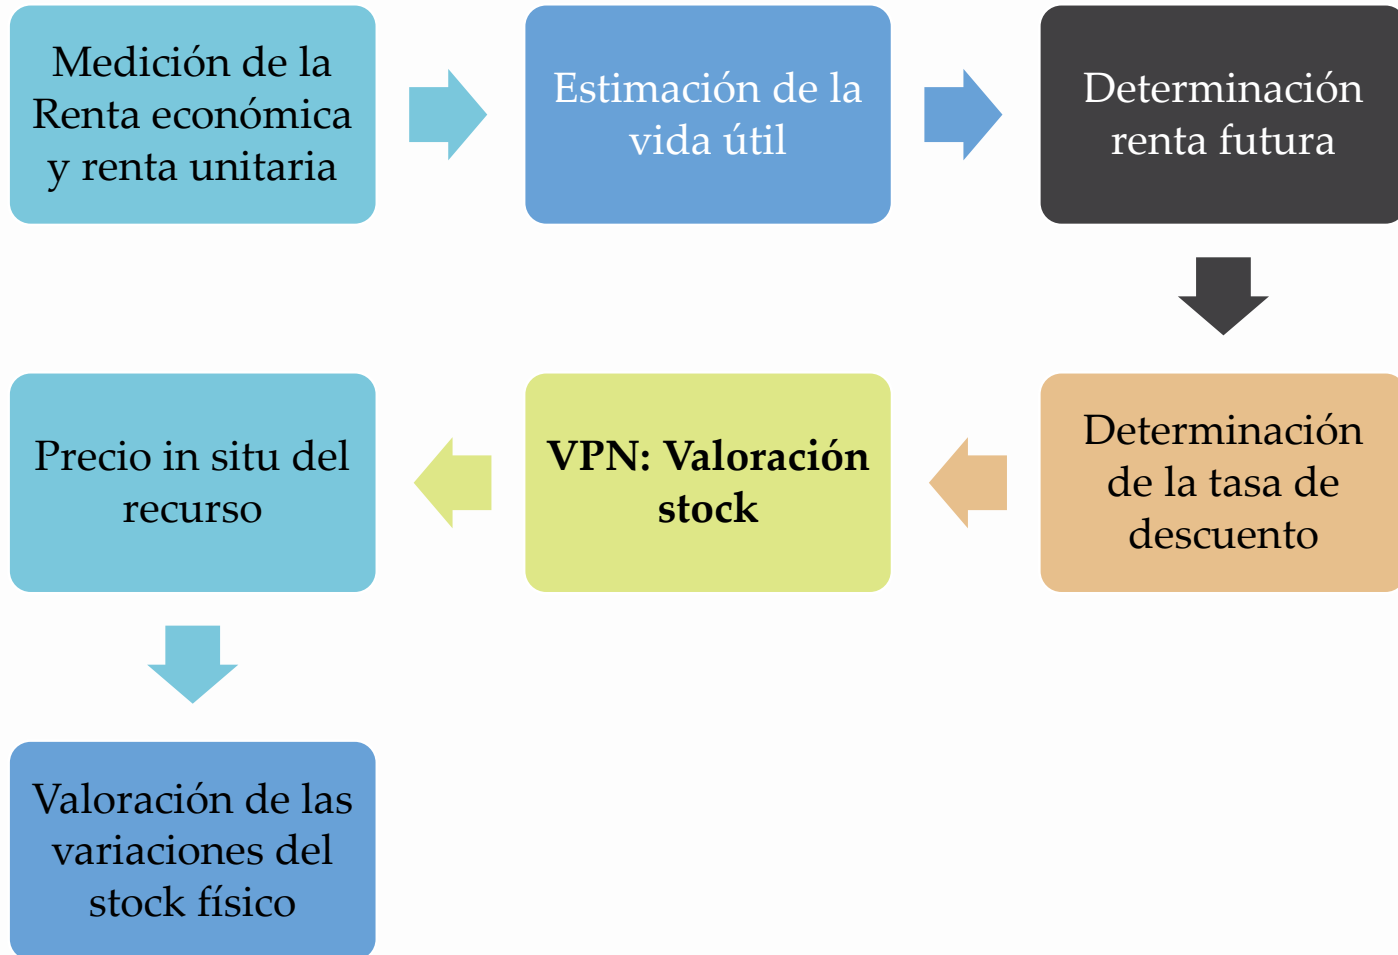 Medición de la
Renta económica
y renta unitaria
Estimación de la
vida útil
Determinación
renta futura
Determinación
de la tasa de
descuento
VPN: Valoración
stock
Precio in situ del
recurso
Valoración de las
variaciones del
stock físico